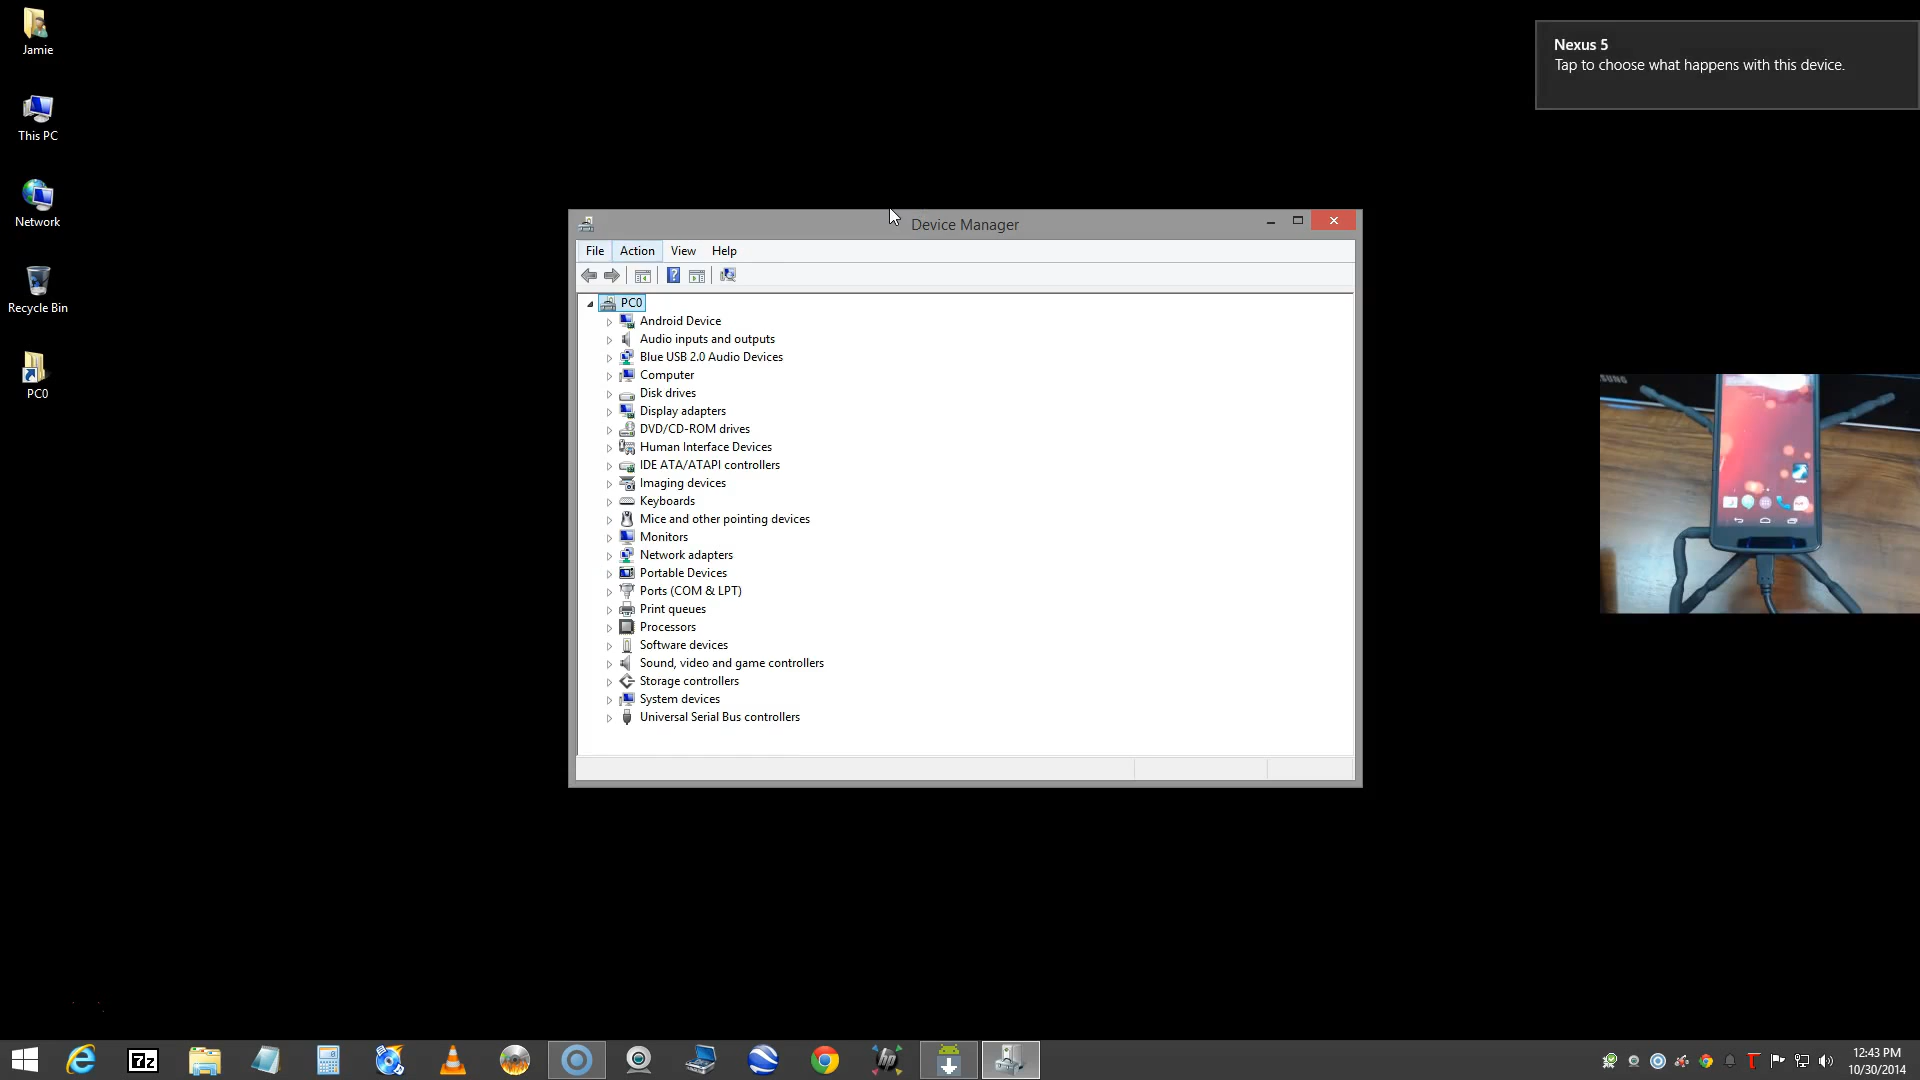 Jamie
This PC
Network
Recycle Bin
PC0
Nexus 5
Tap to choose what happens with this device.
Device Manager
File Action View Help
PC0
Android Device
Audio inputs and outputs
Blue USB 2.0 Audio Devices
Computer
Disk drives
Display adapters
DVD/CD-ROM drives
Human Interface Devices
IDE ATA/ATAPI controllers
Imaging devices
Keyboards
Mice and other pointing devices
Monitors
Network adapters
Portable Devices
Ports (COM & LPT)
Print queues
Processors
Software devices
Sound, video and game controllers
Storage controllers
System devices
Universal Serial Bus controllers
7z
hp
12:43 PM
10/30/2014